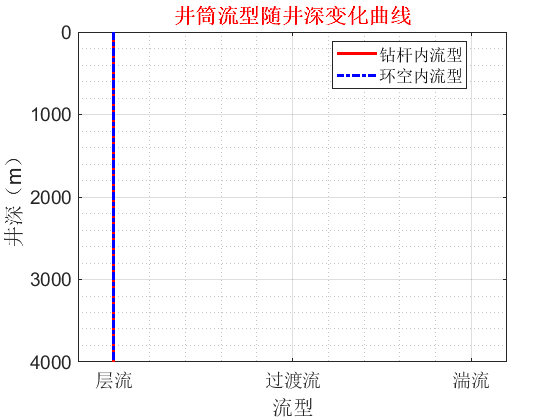 井筒流型随井深变化曲线
钻杆内流型
环空内流型
0
1000
2000
3000
4000
井深（m）
层流
过渡流
湍流
流型